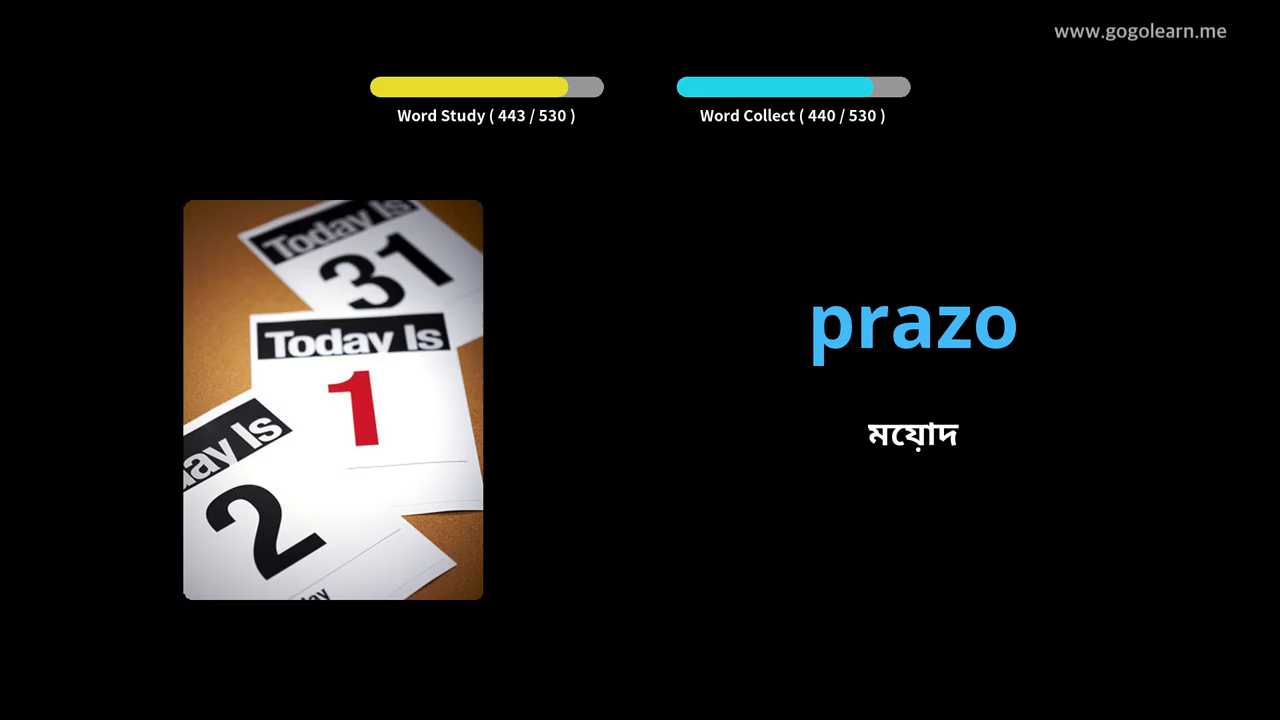 www.gogolearn.me
Word Study ( 443 / 530 )
Word Collect ( 440 / 530 )
Today Is
31
Today Is
1
ay Is
2
prazo
ময়োদ